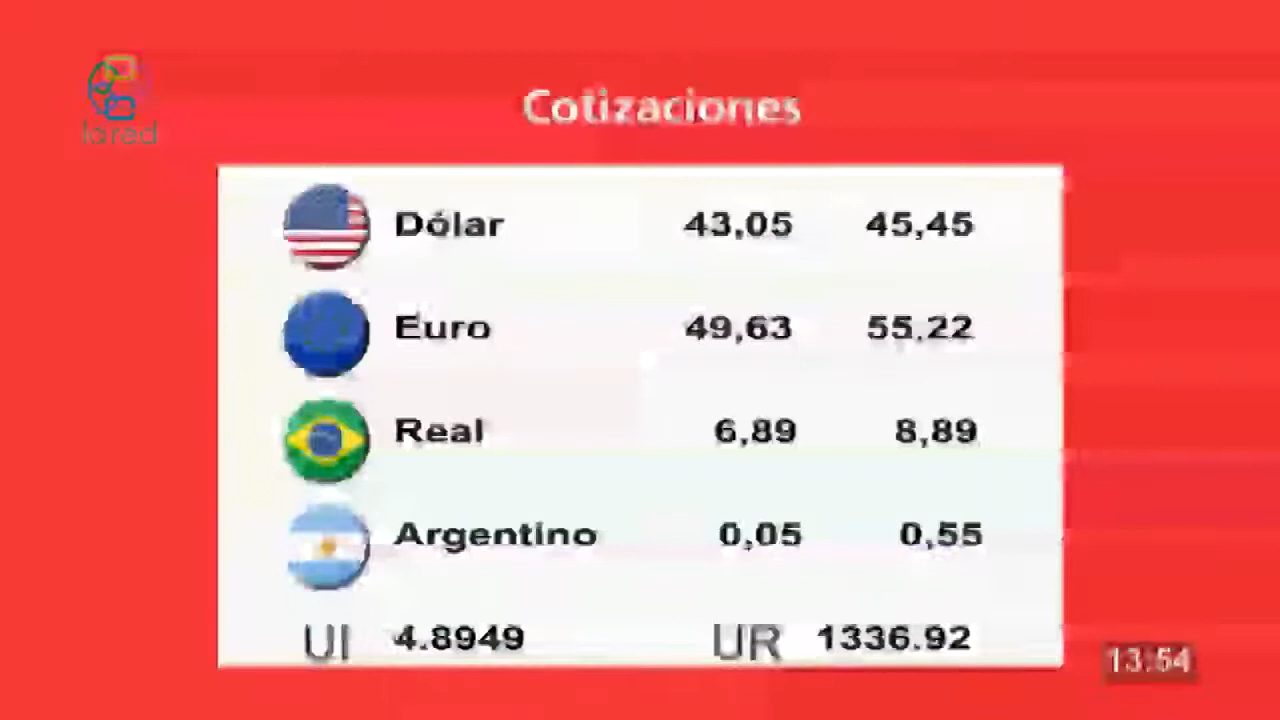 la red
Cotizaciones
Dólar 43,05 45,45
Euro 49,63 55,22
Real 6,89 8,89
Argentino 0,05 0,55
UI 4.8949 UR 1336.92
13:54